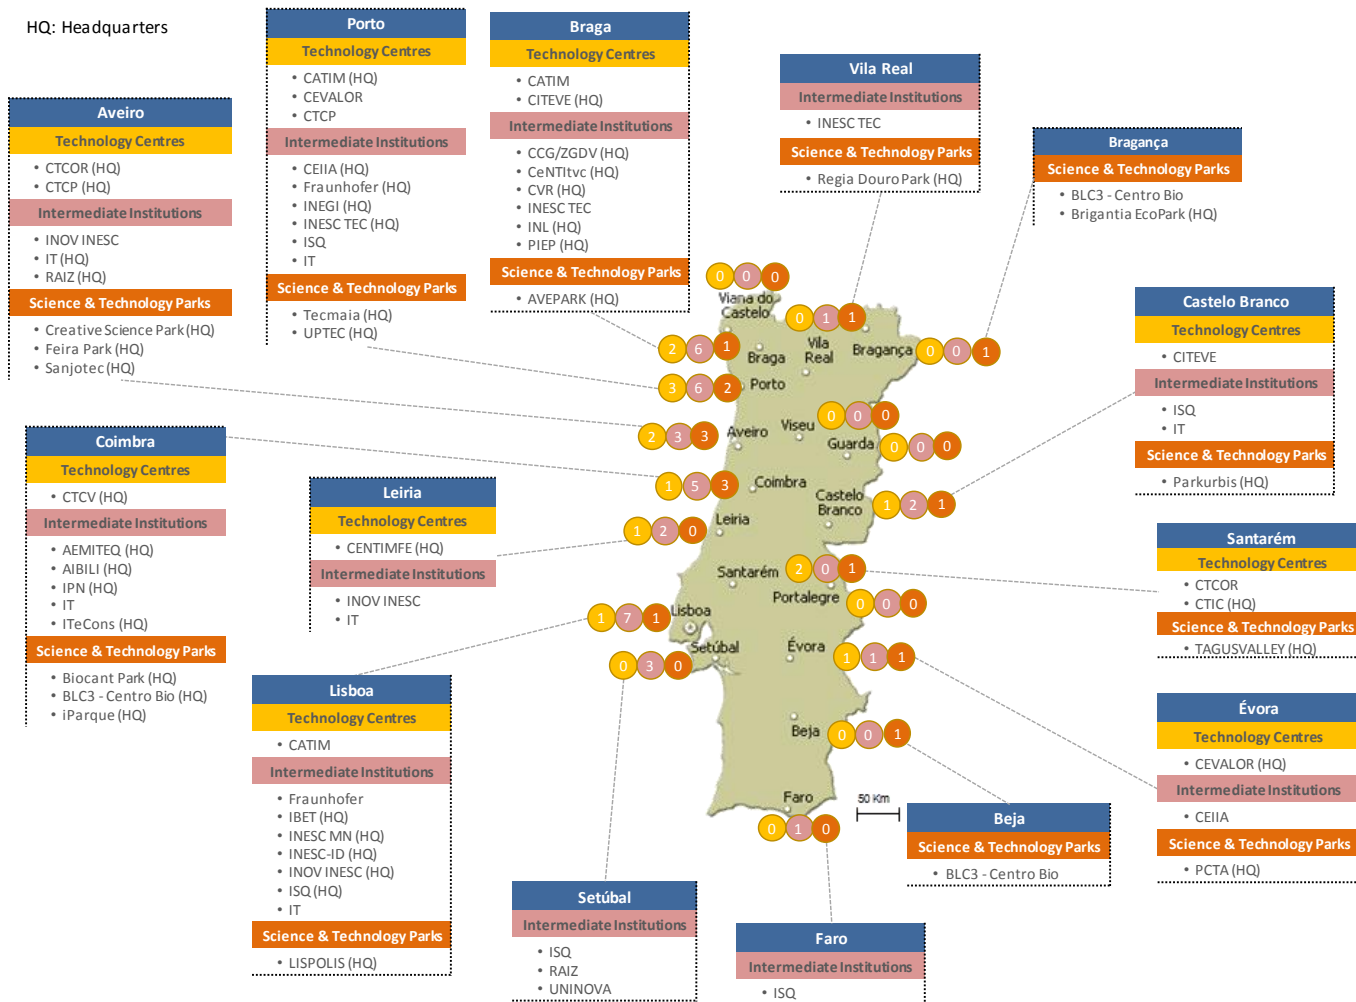 HQ: Headquarters
Porto
Technology Centres
• CATIM (HQ)
• CEVALOR
• CTCP
Intermediate Institutions
• CEIIA (HQ)
• Fraunhofer (HQ)
• INEGI (HQ)
• INESC TEC (HQ)
• ISQ
• IT
Science & Technology Parks
• Tecmaia (HQ)
• UPTEC (HQ)
Braga
Technology Centres
• CATIM
• CITEVE (HQ)
Intermediate Institutions
• CCG/ZGDV (HQ)
• CeNTItvc (HQ)
• CVR (HQ)
• INESC TEC
• INL (HQ)
• PIEP (HQ)
Science & Technology Parks
• AVEPARK (HQ)
Vila Real
Intermediate Institutions
• INESC TEC
Science & Technology Parks
• Regia Douro Park (HQ)
Bragança
Science & Technology Parks
• BLC3 - Centro Bio
• Brigantia EcoPark (HQ)
Aveiro
Technology Centres
• CTCOR (HQ)
• CTCP (HQ)
Intermediate Institutions
• INOV INESC
• IT (HQ)
• RAIZ (HQ)
Science & Technology Parks
• Creative Science Park (HQ)
• Feira Park (HQ)
• Sanjotec (HQ)
Castelo Branco
Technology Centres
• CITEVE
Intermediate Institutions
• ISQ
• IT
Science & Technology Parks
• Parkurbis (HQ)
Coimbra
Technology Centres
• CTCV (HQ)
Intermediate Institutions
• AEMITEQ (HQ)
• AIBILI (HQ)
• IPN (HQ)
• IT
• ITeCons (HQ)
Science & Technology Parks
• Biocant Park (HQ)
• BLC3 - Centro Bio (HQ)
• iParque (HQ)
Leiria
Technology Centres
• CENTIMFE (HQ)
Intermediate Institutions
• INOV INESC
• IT
Santarém
Technology Centres
• CTCOR
• CTIC (HQ)
Science & Technology Parks
• TAGUSVALLEY (HQ)
Lisboa
Technology Centres
• CATIM
Intermediate Institutions
• Fraunhofer
• IBET (HQ)
• INESC MN (HQ)
• INESC-ID (HQ)
• INOV INESC (HQ)
• ISQ (HQ)
• IT
Science & Technology Parks
• LISPOLIS (HQ)
Évora
Technology Centres
• CEVALOR (HQ)
Intermediate Institutions
• CEIIA
Science & Technology Parks
• PCTA (HQ)
Beja
Science & Technology Parks
• BLC3 - Centro Bio
Setúbal
Intermediate Institutions
• ISQ
• RAIZ
• UNINOVA
Faro
Intermediate Institutions
• ISQ
0 0 0
Viana do
Castelo
0 1 1
2 6 1
Braga
Vila
Real
Bragança
0 0 1
3 6 2
Porto
0 0 0
2 3 3
Aveiro
Viseu
Guarda
0 0 0
1 5 3
Coimbra
Castelo
Branco
1 2 1
1 2 0
Leiria
2 0 1
Santarém
Portalegre
0 0 0
1 7 1
Lisboa
0 3 0
Setúbal
Évora
1 1 1
Beja
0 0 1
Faro
50 Km
0 1 0